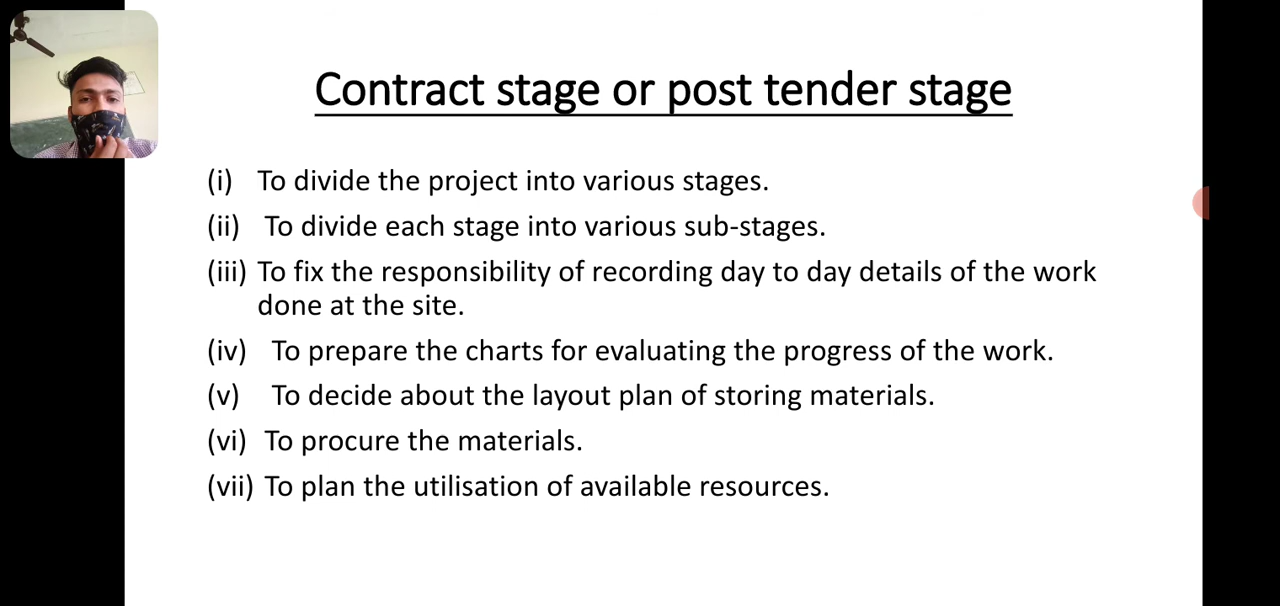 Contract stage or post tender stage
(i) To divide the project into various stages.
(ii) To divide each stage into various sub-stages.
(iii) To fix the responsibility of recording day to day details of the work
done at the site.
(iv) To prepare the charts for evaluating the progress of the work.
(v) To decide about the layout plan of storing materials.
(vi) To procure the materials.
(vii) To plan the utilisation of available resources.